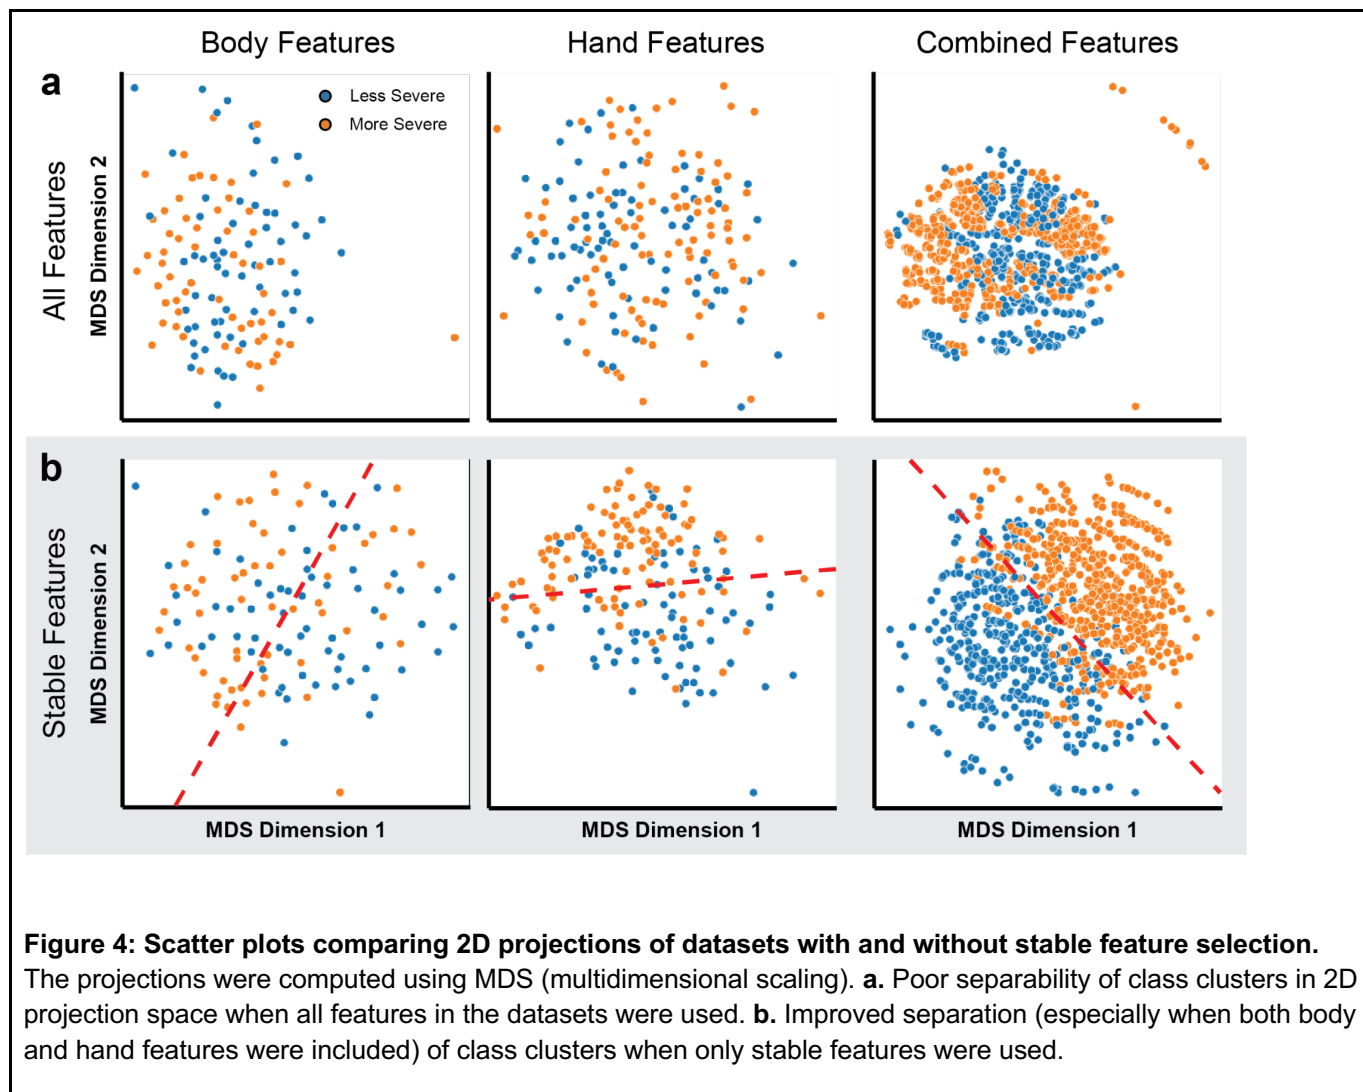 Body Features
Hand Features
Combined Features
a
Less Severe
More Severe
All Features
MDS Dimension 2
b
Stable Features
MDS Dimension 2
MDS Dimension 1
MDS Dimension 1
MDS Dimension 1
Figure 4: Scatter plots comparing 2D projections of datasets with and without stable feature selection.
The projections were computed using MDS (multidimensional scaling). a. Poor separability of class clusters in 2D
projection space when all features in the datasets were used. b. Improved separation (especially when both body
and hand features were included) of class clusters when only stable features were used.